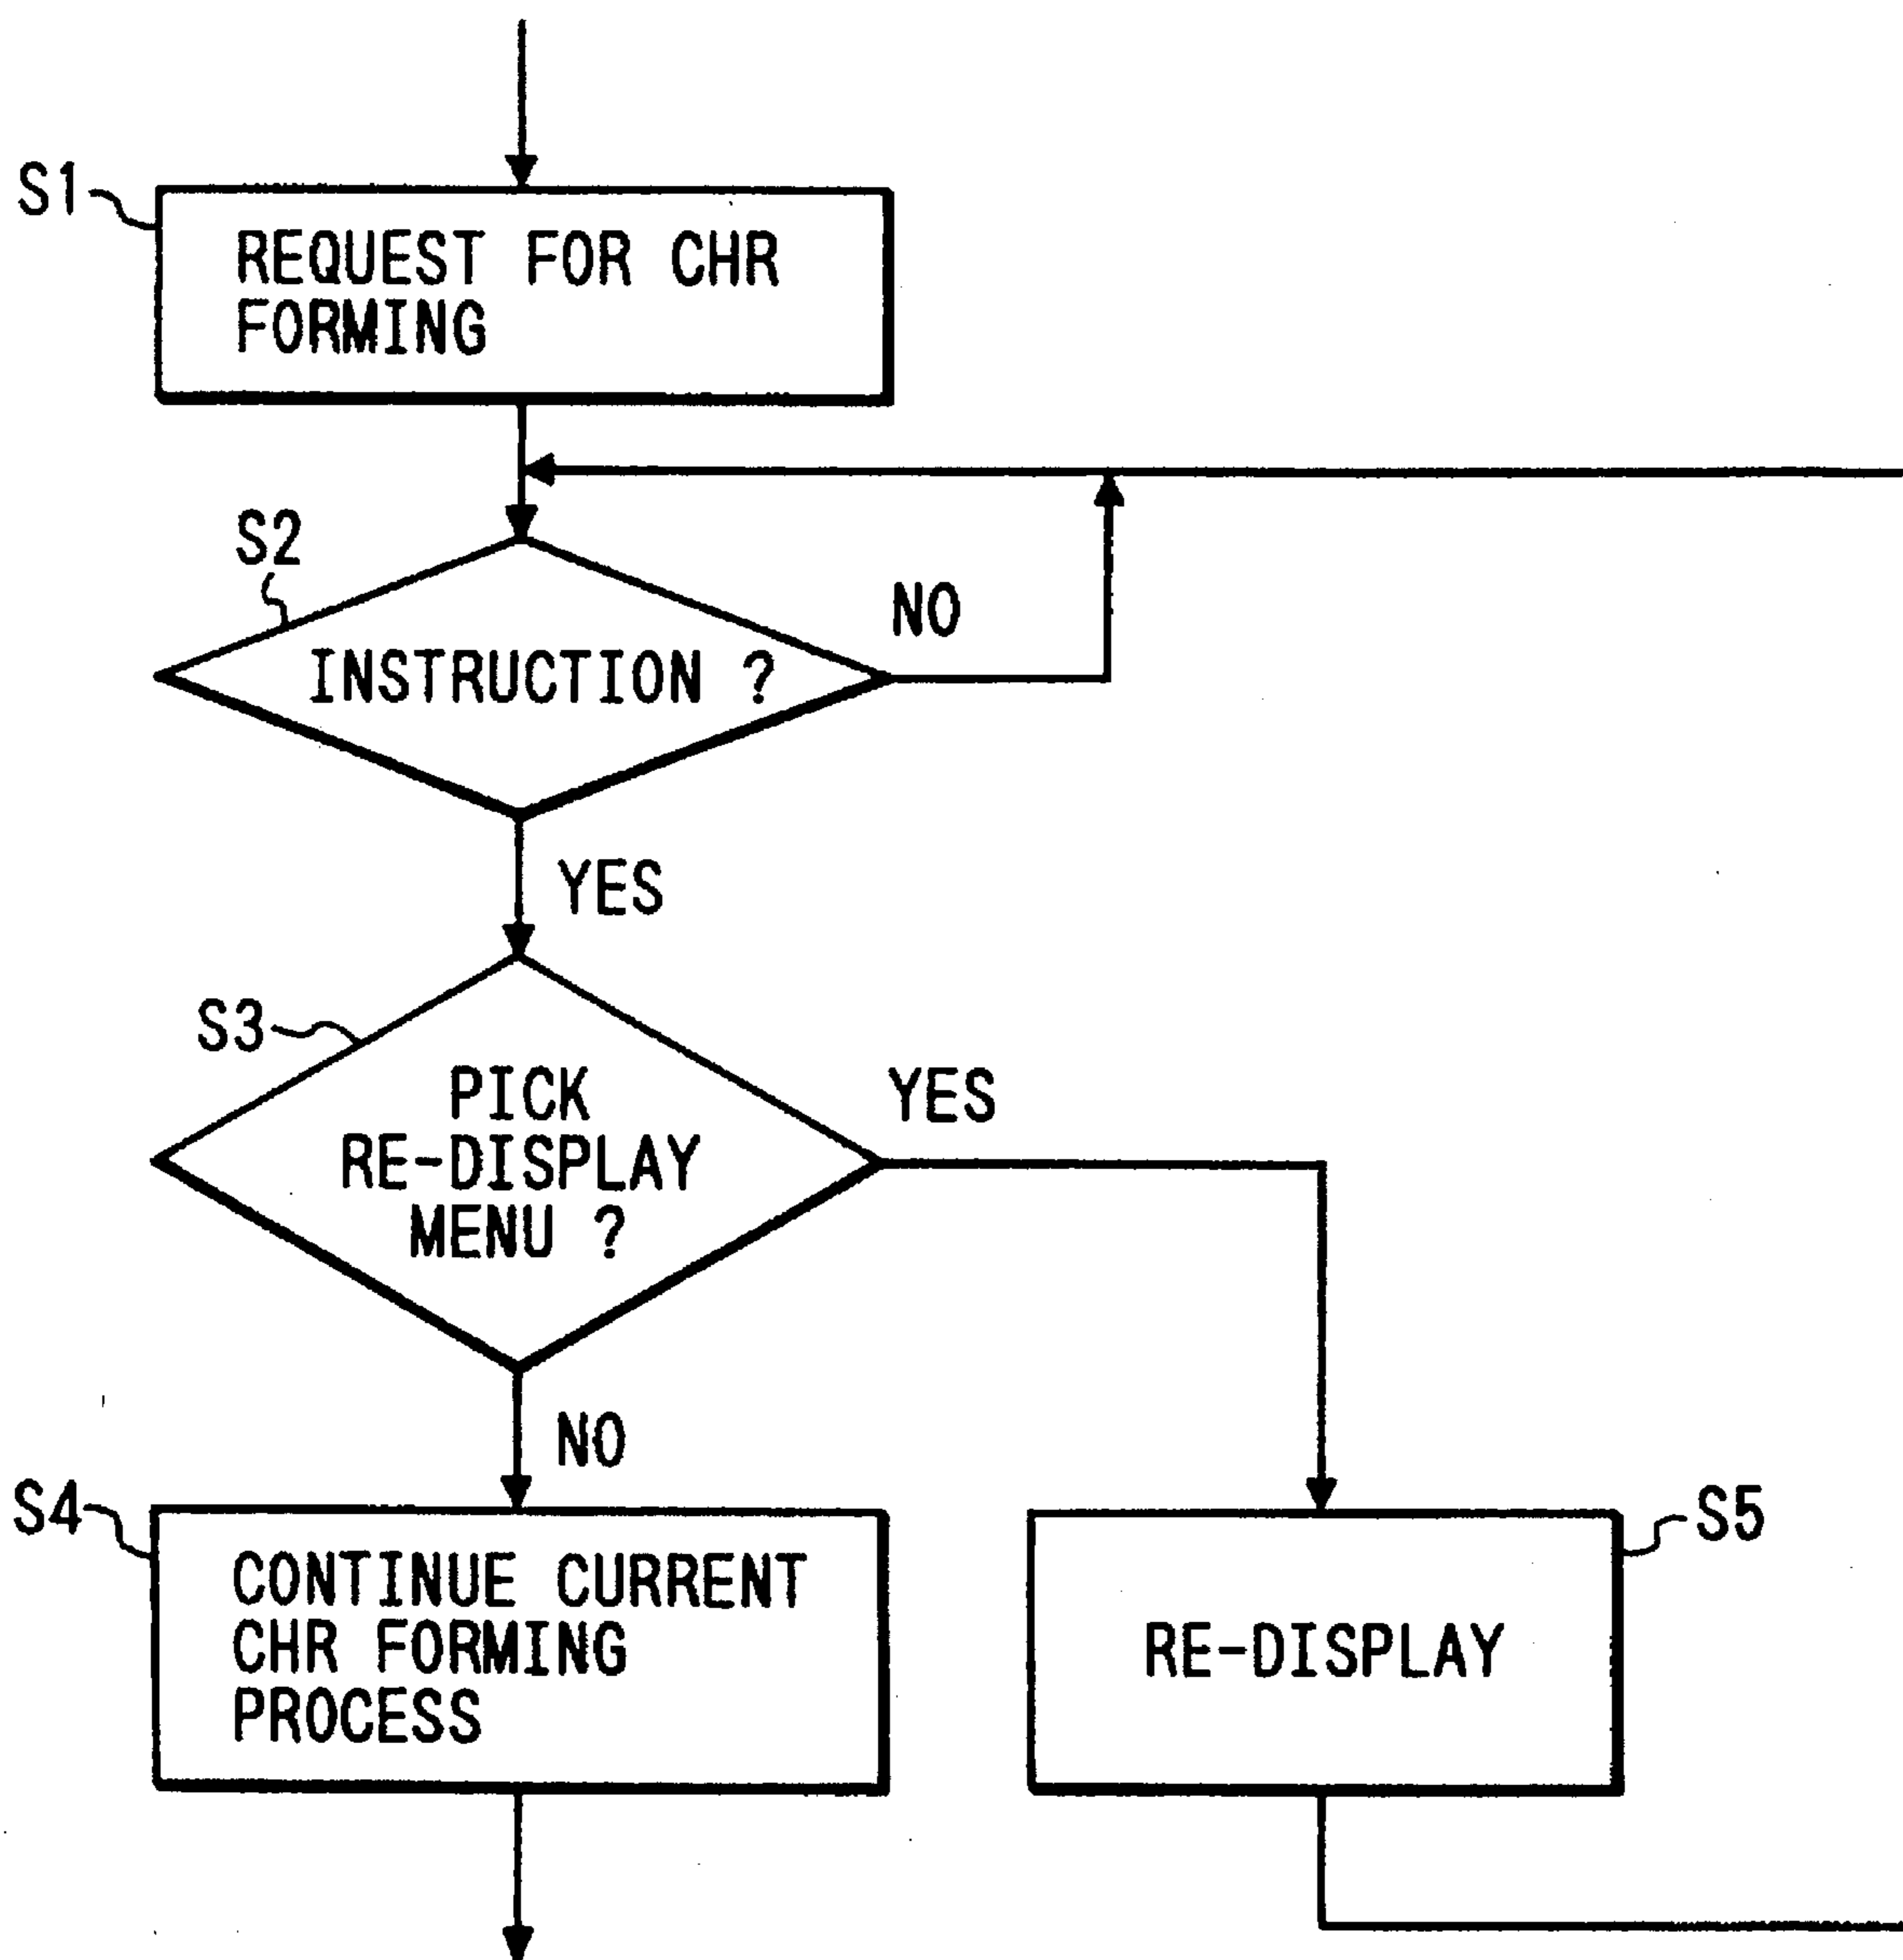 S1
REQUEST FOR CHR
FORMING
S2
INSTRUCTION ?
NO
YES
S3
PICK
RE-DISPLAY
MENU ?
YES
NO
S4
CONTINUE CURRENT
CHR FORMING
PROCESS
S5
RE-DISPLAY